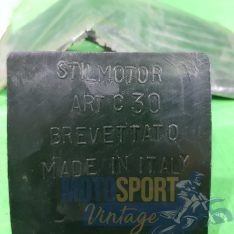 STILMOTOR
ART C 30
BREVETTATO
MADE IN ITALY
MOTOSPORT
Vintage